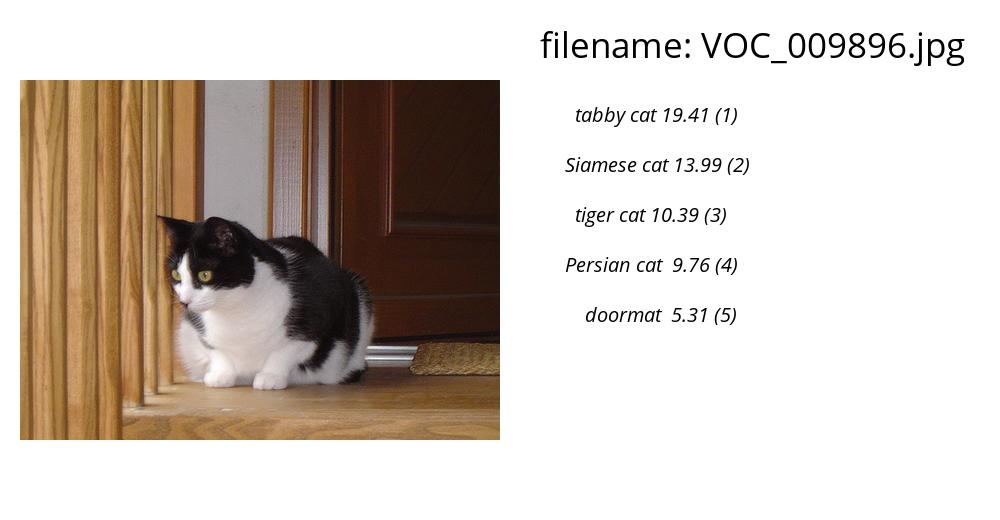 filename: VOC_009896.jpg
tabby cat 19.41 (1)
Siamese cat 13.99 (2)
tiger cat 10.39 (3)
Persian cat 9.76 (4)
doormat 5.31 (5)